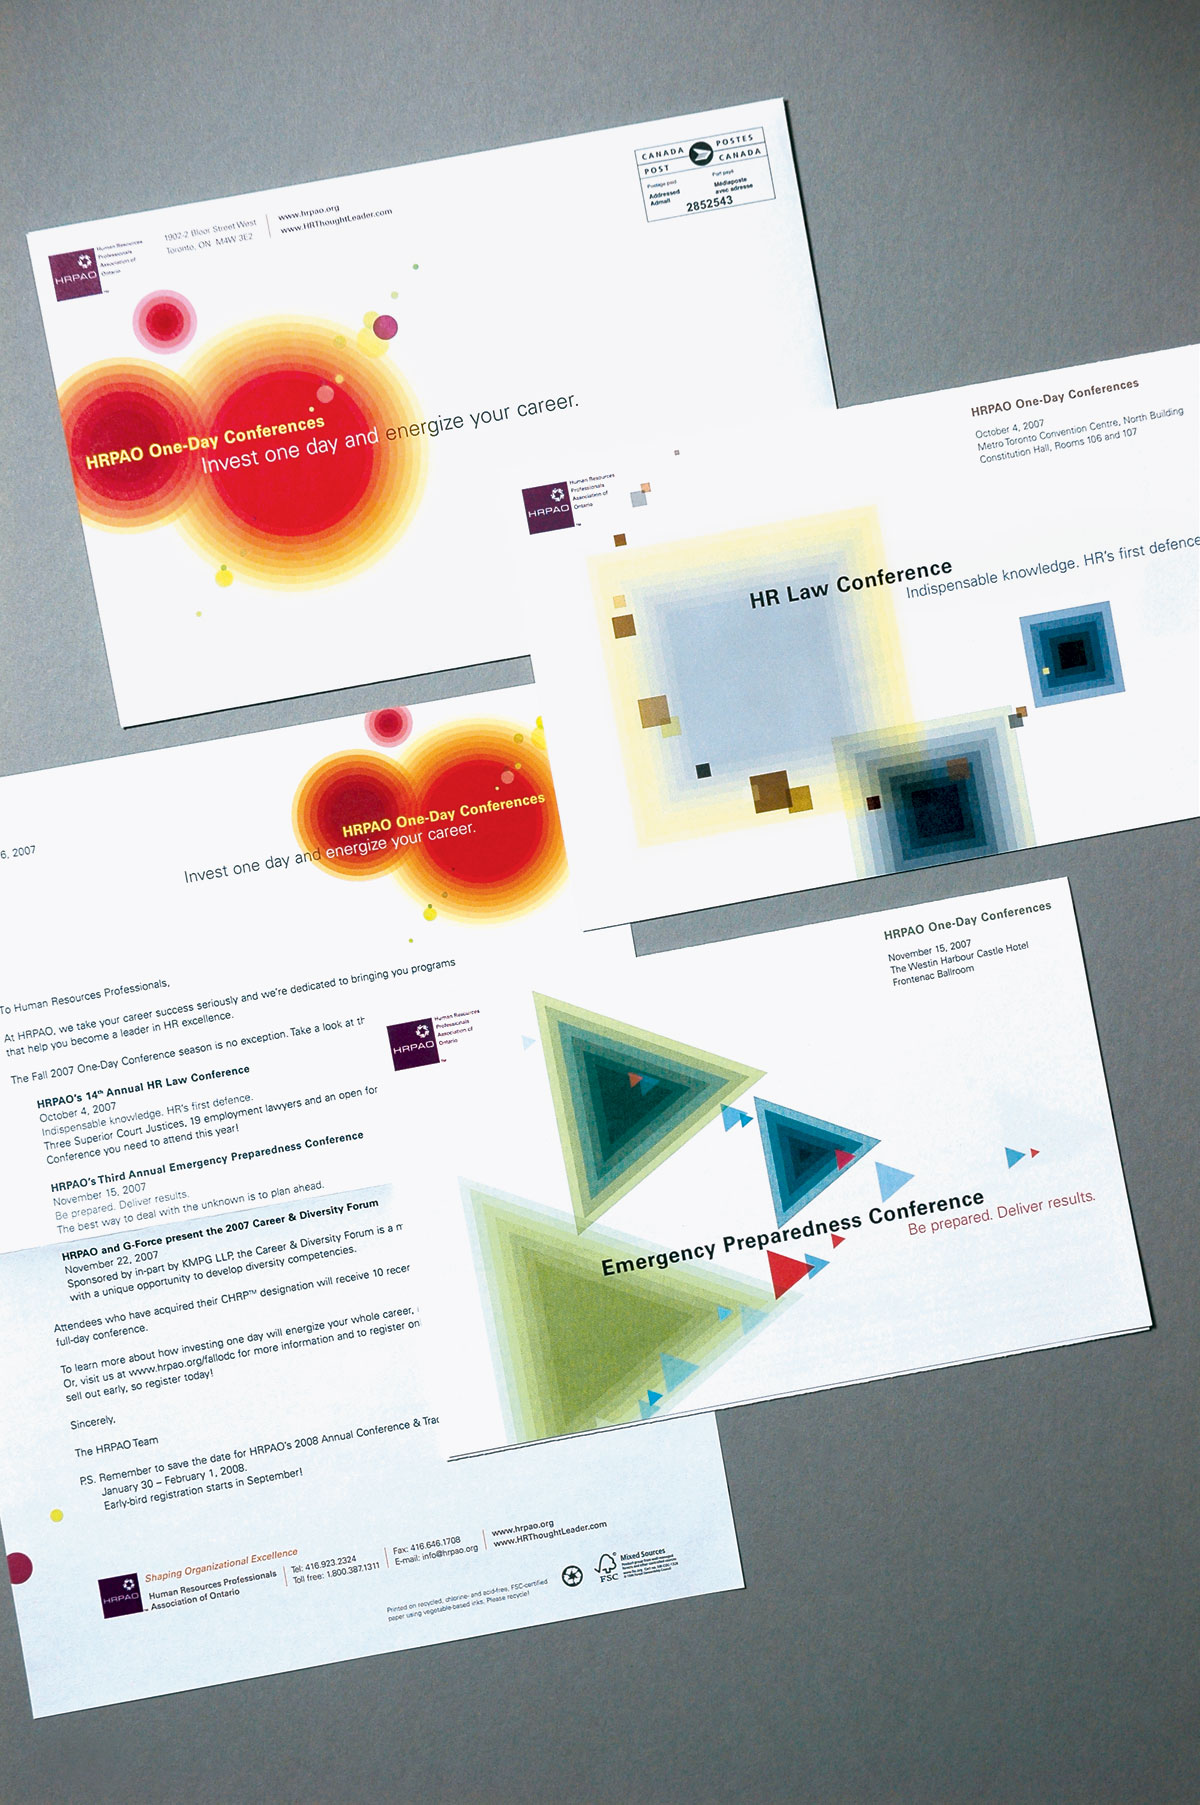 CANADA POSTES
POST CANADA
Postage paid Port payé
Addressed Médiaposte
Admail avec adresse
2852543
HRPAO
Human Resources
Professionals
Association of
Ontario
1902-2 Bloor Street West
Toronto, ON M4W 3E2
www.hrpao.org
www.HRThoughtLeader.com
HRPAO One-Day Conferences
Invest one day and energize your career.
HRPAO One-Day Conferences
October 4, 2007
Metro Toronto Convention Centre, North Building
Constitution Hall, Rooms 106 and 107
HRPAO
Human Resources
Professionals
Association of
Ontario
HR Law Conference
Indispensable knowledge. HR's first defence
HRPAO One-Day Conferences
Invest one day and energize your career.
6, 2007
To Human Resources Professionals,
At HRPAO, we take your career success seriously and we're dedicated to bringing you programs
that help you become a leader in HR excellence.
The Fall 2007 One-Day Conference season is no exception. Take a look at th
HRPAO's 14th Annual HR Law Conference
October 4, 2007
Indispensable knowledge. HR's first defence.
Three Superior Court Justices, 19 employment lawyers and an open for
Conference you need to attend this year!
HRPAO's Third Annual Emergency Preparedness Conference
November 15, 2007
Be prepared. Deliver results.
The best way to deal with the unknown is to plan ahead.
HRPAO and G-Force present the 2007 Career & Diversity Forum
November 22, 2007
Sponsored by in-part by KMPG LLP, the Career & Diversity Forum is a
with a unique opportunity to develop diversity competencies.
Attendees who have acquired their CHRP™ designation will receive 10 recer
full-day conference.
To learn more about how investing one day will energize your whole career,
Or, visit us at www.hrpao.org/fallodc for more information and to register on
sell out early, so register today!
Sincerely,
The HRPAO Team
P.S. Remember to save the date for HRPAO's 2008 Annual Conference & Trad
January 30 – February 1, 2008.
Early-bird registration starts in September!
Shaping Organizational Excellence
HRPAO
Human Resources Professionals
Association of Ontario
Tel: 416.923.2324
Toll free: 1.800.387.1311
Fax: 416.646.1708
E-mail: info@hrpao.org
www.hrpao.org
www.HRThoughtLeader.com
Printed on recycled, chlorine- and acid-free, FSC-certified
paper using vegetable-based inks. Please recycle!
FSC
Mixed Sources
HRPAO One-Day Conferences
November 15, 2007
The Westin Harbour Castle Hotel
Frontenac Ballroom
HRPAO
Human Resources
Professionals
Association of
Ontario
Emergency Preparedness Conference
Be prepared. Deliver results.